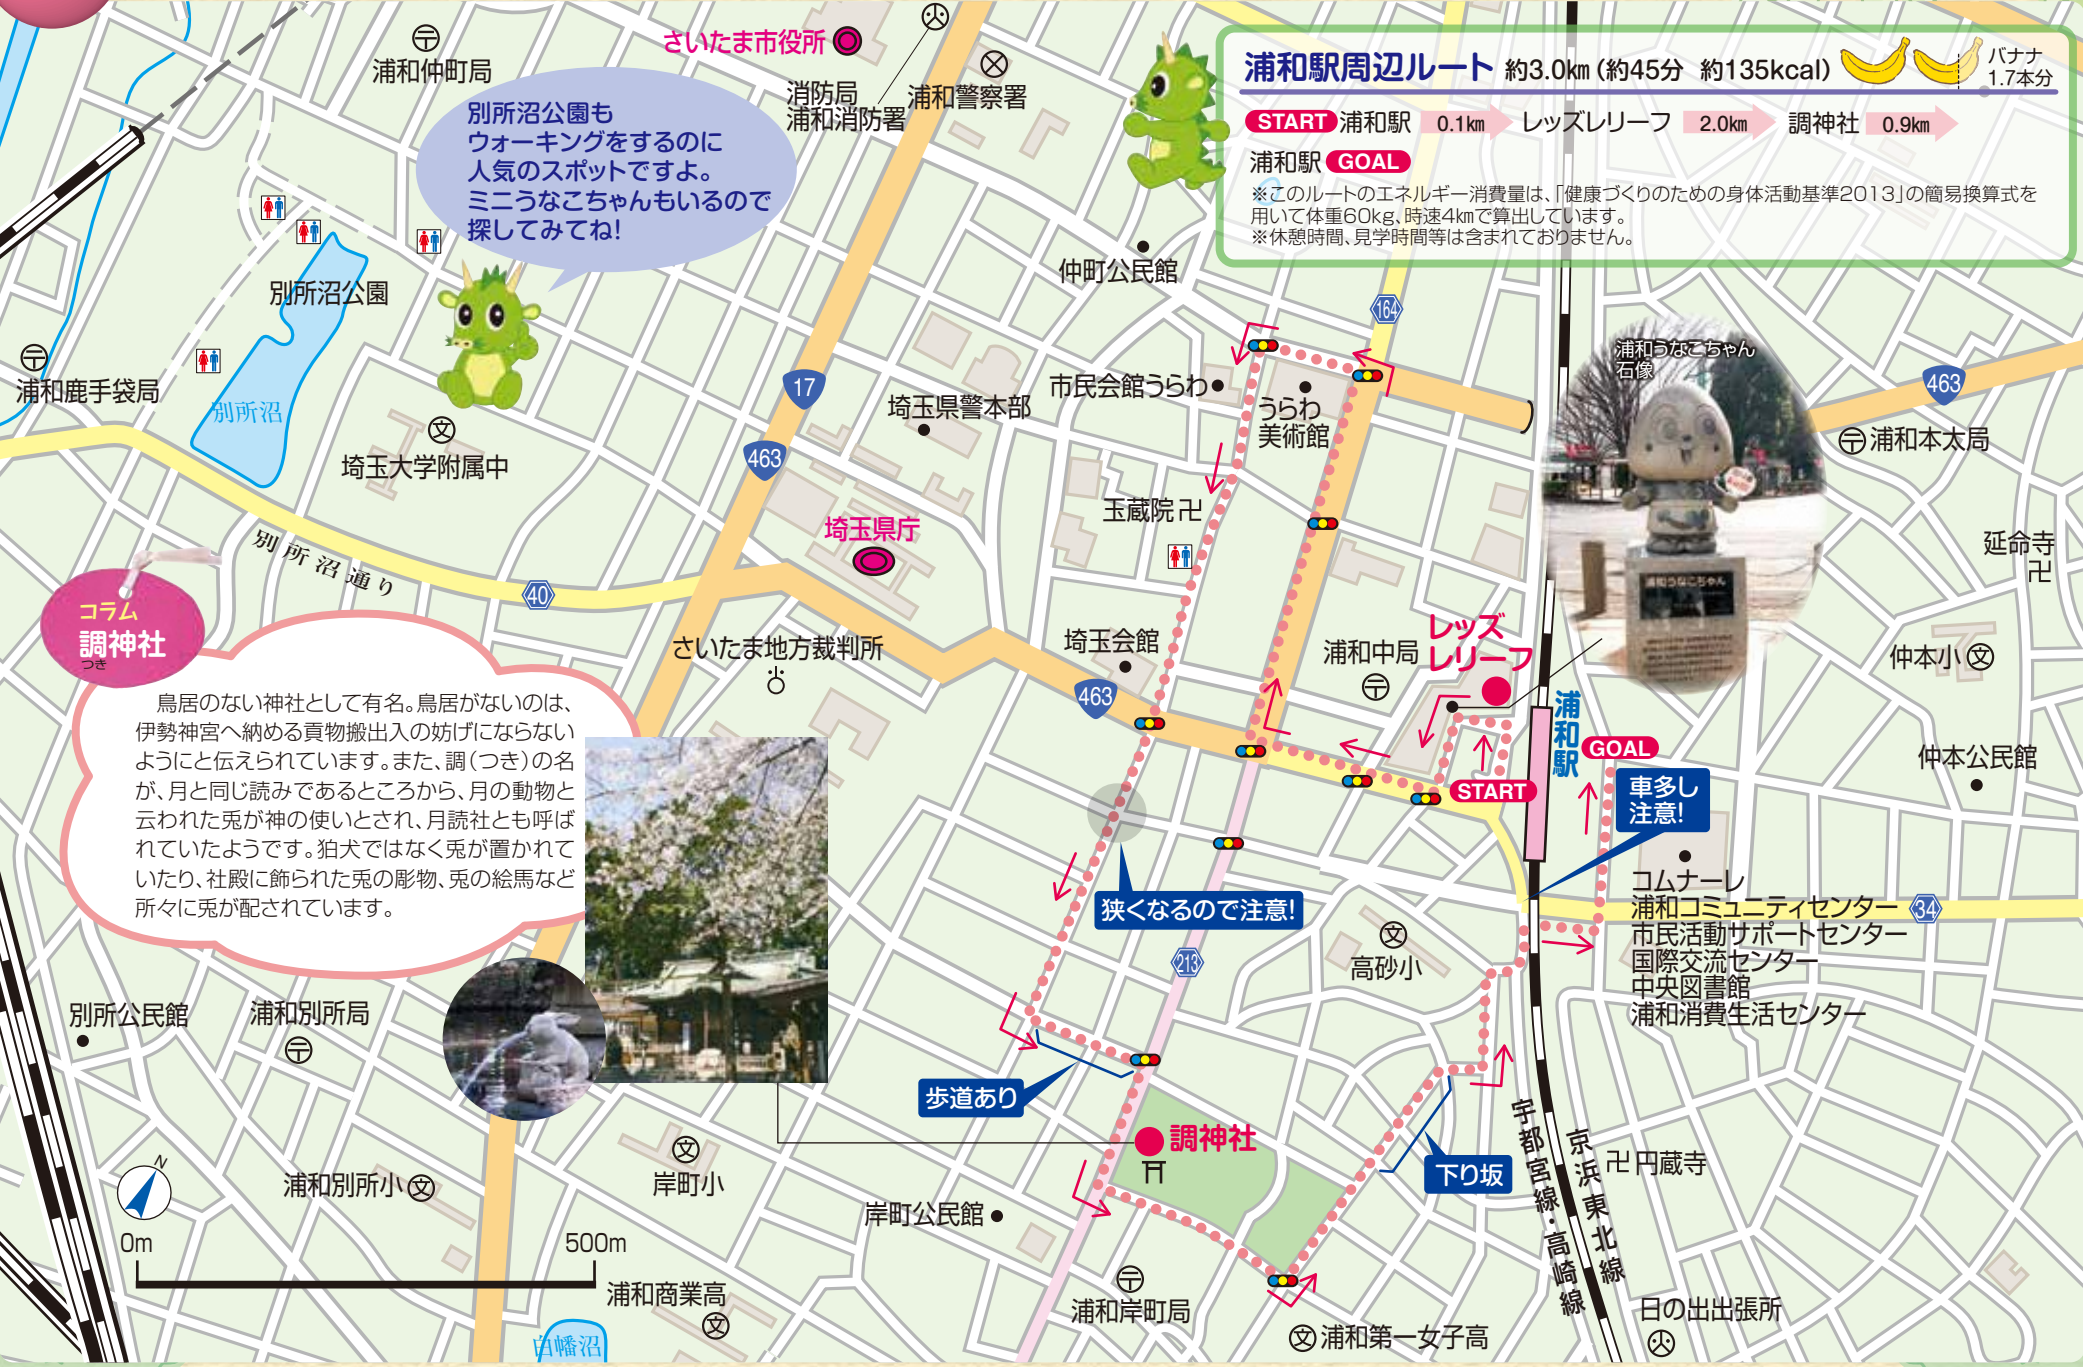 浦和駅周辺ルート 約3.0km(約45分 約135kcal)
バナナ
1.7本分
START 浦和駅 0.1km レッズレリーフ 2.0km 調神社 0.9km
浦和駅 GOAL
※このルートのエネルギー消費量は、「健康づくりのための身体活動基準2013」の簡易換算式を
用いて体重60kg、時速4kmで算出しています。
※休憩時間、見学時間等は含まれておりません。
さいたま市役所
浦和仲町局
消防局
浦和消防署
浦和警察署
別所沼公園も
ウォーキングをするのに
人気のスポットですよ。
ミニうなこちゃんもいるので
探してみてね!
仲町公民館
別所沼公園
164
浦和うなこちゃん
石像
浦和鹿手袋局
別所沼
17
市民会館うらわ
うらわ
美術館
463
埼玉県警本部
文
埼玉大学附属中
463
浦和本太局
玉蔵院 卍
埼玉県庁
延命寺
卍
別所沼通り
40
浦和うなこちゃん
コラム
調神社
つき
さいたま地方裁判所
埼玉会館
浦和中局
レッズ
レリーフ
仲本小 文
463
鳥居のない神社として有名。鳥居がないのは、
伊勢神宮へ納める貢物搬出入の妨げにならない
ようにと伝えられています。また、調(つき)の名
が、月と同じ読みであるところから、月の動物と
云われた兎が神の使いとされ、月読社とも呼ば
れていたようです。狛犬ではなく兎が置かれて
いたり、社殿に飾られた兎の彫物、兎の絵馬など
所々に兎が配されています。
浦和駅
GOAL
START
仲本公民館
車多し
注意!
狭くなるので注意!
コムナーレ
浦和コミュニティセンター
市民活動サポートセンター
国際交流センター
中央図書館
浦和消費生活センター
34
文
高砂小
213
別所公民館
浦和別所局
歩道あり
調神社
下り坂
宇都宮線・高崎線
京浜東北線
卍 円蔵寺
文
岸町小
浦和別所小 文
岸町公民館
N
0m
500m
浦和商業高
文
白幡沼
浦和岸町局
文 浦和第一女子高
日の出出張所